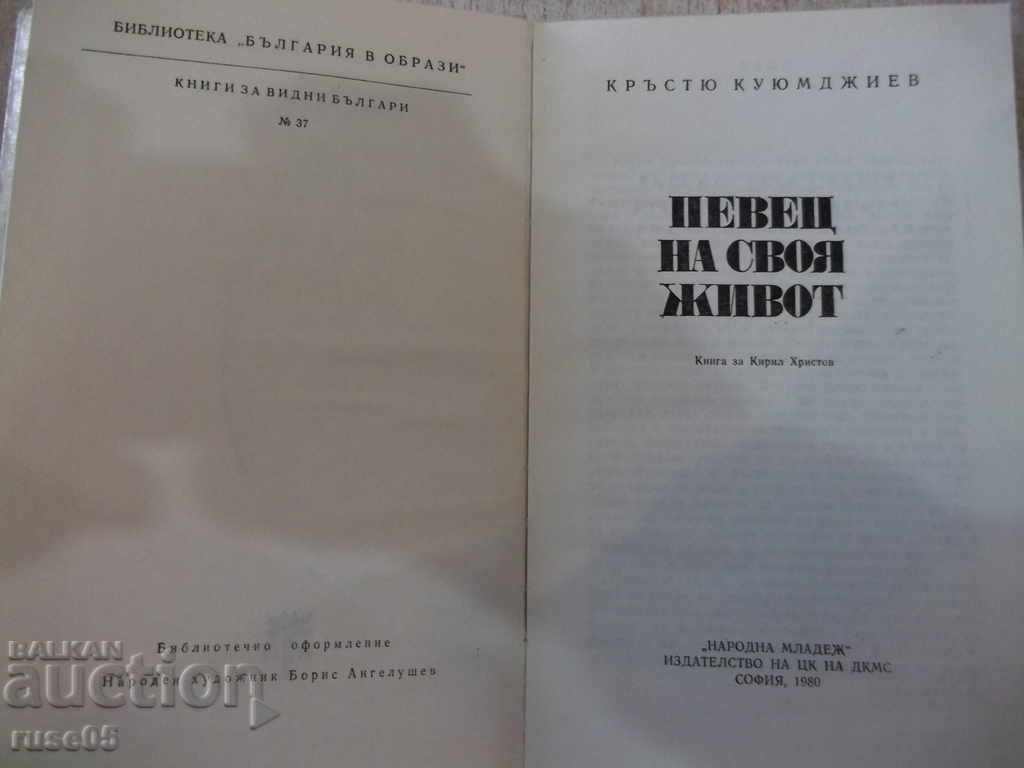 БИБЛИОТЕКА „БЪЛГАРИЯ В ОБРАЗИ"
КНИГИ ЗА ВИДНИ БЪЛГАРИ
№ 37
Библиотечно оформление
Народен художник Борис Ангелушев
КРЪСТЮ КУЮМДЖИЕВ
ПЕВЕЦ
НА СВОЯ
ЖИВОТ
Книга за Кирил Христов
„НАРОДНА МЛАДЕЖ"
ИЗДАТЕЛСТВО НА ЦК НА ДКМС
СОФИЯ, 1980
BALKAN
auction
ruse05